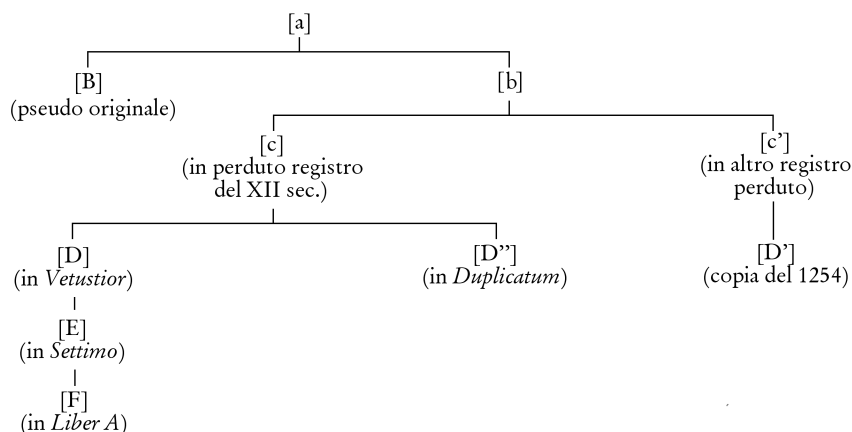 [a]
[B]
(pseudo originale)
[b]
[c]
(in perduto registro
del XII sec.)
[c’]
(in altro registro
perduto)
[D]
(in Vetustior)
[D”]
(in Duplicatum)
[D’]
(copia del 1254)
[E]
(in Settimo)
[F]
(in Liber A)